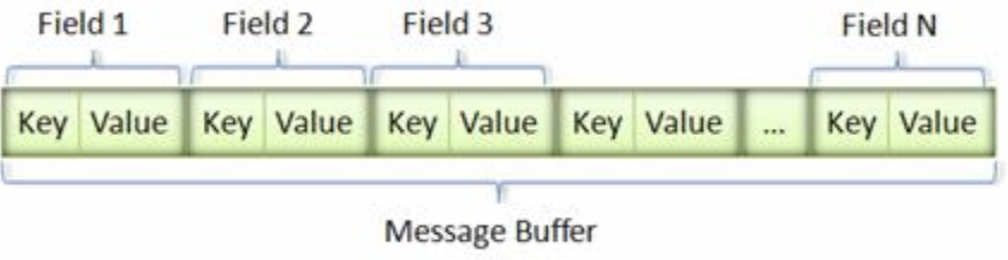 Field 1 Field 2 Field 3 Field N
Key Value Key Value Key Value Key Value ... Key Value
Message Buffer